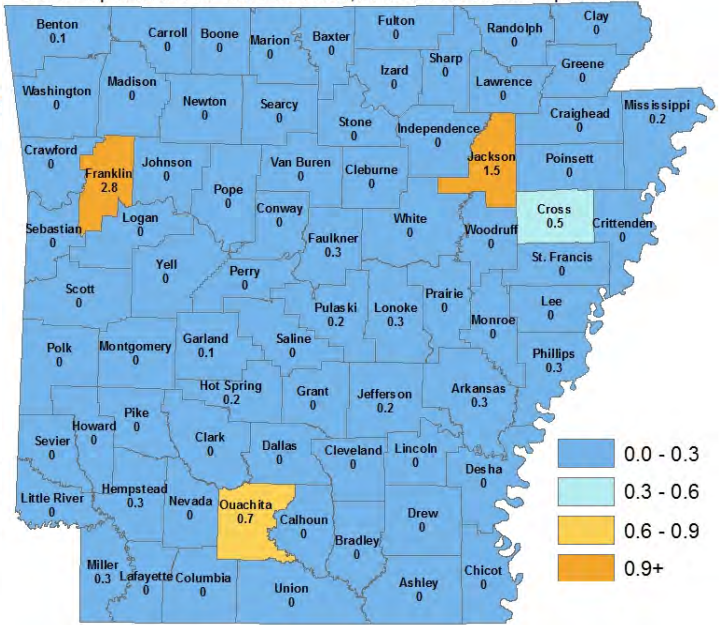 Benton
0.1
Carroll
0
Boone
0
Marion
0
Baxter
0
Fulton
0
Randolph
0
Clay
0
Washington
0
Madison
0
Newton
0
Searcy
0
Stone
0
Izard
0
Sharp
0
Lawrence
0
Greene
0
Independence
0
Craighead
0
Mississippi
0.2
Crawford
0
Franklin
2.8
Johnson
0
Pope
0
Van Buren
0
Cleburne
0
Jackson
1.5
Poinsett
0
Sebastian
0
Logan
0
Conway
0
Faulkner
0.3
White
0
Woodruff
0
Cross
0.5
Crittenden
0
Scott
0
Yell
0
Perry
0
Pulaski
0.2
Lonoke
0.3
Prairie
0
Monroe
0
St. Francis
0
Lee
0
Phillips
0.3
Polk
0
Montgomery
0
Garland
0.1
Saline
0
Hot Spring
0.2
Grant
0
Jefferson
0.2
Arkansas
0.3
Sevier
0
Howard
0
Pike
0
Clark
0
Dallas
0
Cleveland
0
Lincoln
0
Desha
0
Little River
0
Hempstead
0.3
Nevada
0
Ouachita
0.7
Calhoun
0
Bradley
0
Drew
0
Miller
0.3
Lafayette
0
Columbia
0
Union
0
Ashley
0
Chicot
0
0.0 - 0.3
0.3 - 0.6
0.6 - 0.9
0.9+